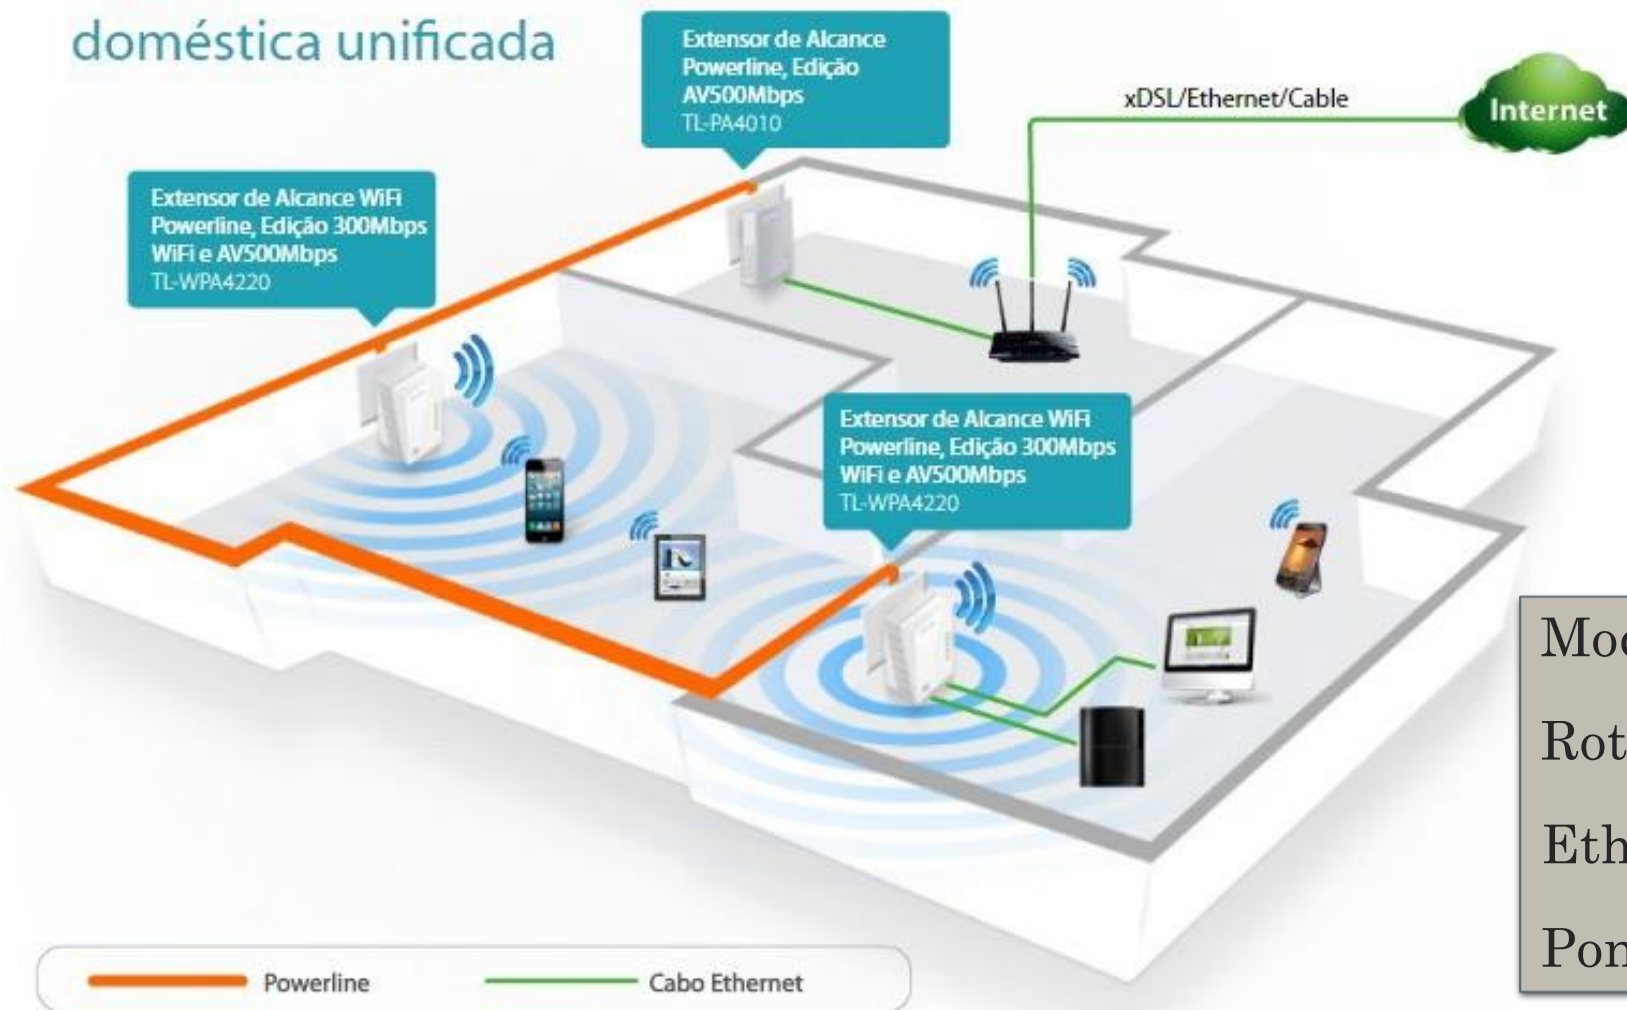 doméstica unificada
Extensor de Alcance
Powerline, Edição
AV500Mbps
TL-PA4010
xDSL/Ethernet/Cable
Internet
Extensor de Alcance WiFi
Powerline, Edição 300Mbps
WiFi e AV500Mbps
TL-WPA4220
Extensor de Alcance WiFi
Powerline, Edição 300Mbps
WiFi e AV500Mbps
TL-WPA4220
Powerline
Cabo Ethernet